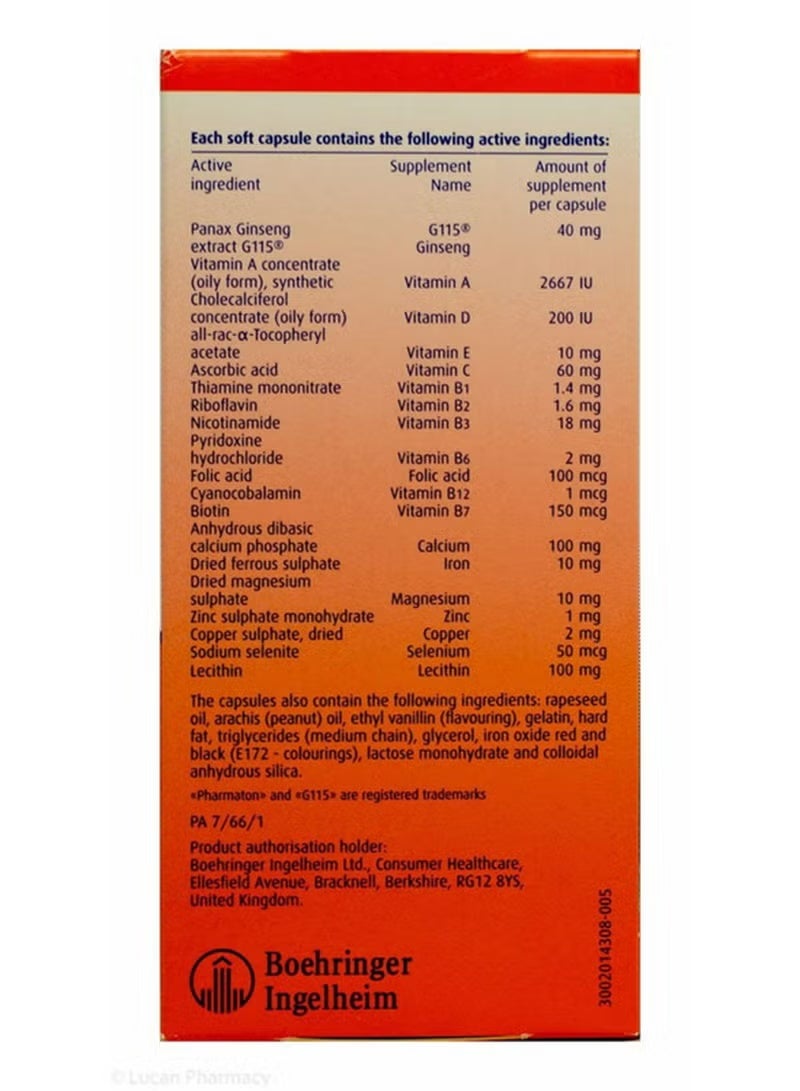 Each soft capsule contains the following active ingredients:
Active Supplement Amount of
ingredient Name supplement
per capsule
Panax Ginseng G115® 40 mg
extract G115® Ginseng
Vitamin A concentrate
(oily form), synthetic Vitamin A 2667 IU
Cholecalciferol
concentrate (oily form) Vitamin D 200 IU
all-rac-α-Tocopheryl
acetate Vitamin E 10 mg
Ascorbic acid Vitamin C 60 mg
Thiamine mononitrate Vitamin B1 1.4 mg
Riboflavin Vitamin B2 1.6 mg
Nicotinamide Vitamin B3 18 mg
Pyridoxine
hydrochloride Vitamin B6 2 mg
Folic acid Folic acid 100 mcg
Cyanocobalamin Vitamin B12 1 mcg
Biotin Vitamin B7 150 mcg
Anhydrous dibasic
calcium phosphate Calcium 100 mg
Dried ferrous sulphate Iron 10 mg
Dried magnesium
sulphate Magnesium 10 mg
Zinc sulphate monohydrate Zinc 1 mg
Copper sulphate, dried Copper 2 mg
Sodium selenite Selenium 50 mcg
Lecithin Lecithin 100 mg
The capsules also contain the following ingredients: rapeseed
oil, arachis (peanut) oil, ethyl vanillin (flavouring), gelatin, hard
fat, triglycerides (medium chain), glycerol, iron oxide red and
black (E172 - colourings), lactose monohydrate and colloidal
anhydrous silica.
«Pharmaton» and «G115» are registered trademarks
PA 7/66/1
Product authorisation holder:
Boehringer Ingelheim Ltd., Consumer Healthcare,
Ellesfield Avenue, Bracknell, Berkshire, RG12 8YS,
United Kingdom.
3002014308-005
Boehringer
Ingelheim
© Lucan Pharmacy